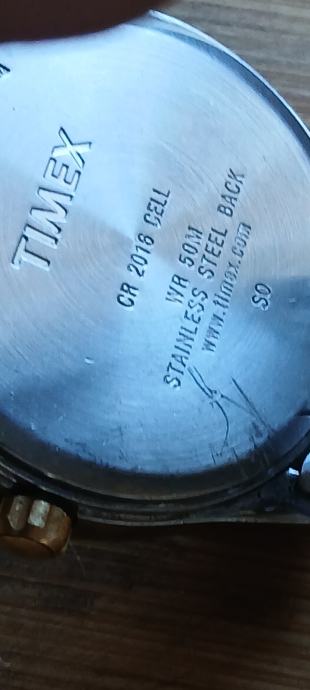 TIMEX
CR 2016 CELL
WR 50M
STAINLESS STEEL BACK
www.timex.com
SO